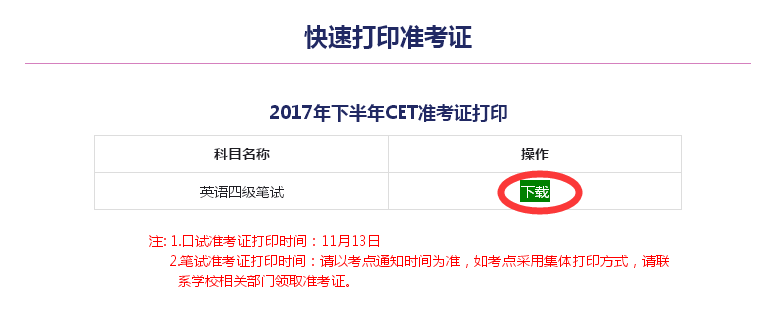 快速打印准考证
2017年下半年CET准考证打印
科目名称 操作
英语四级笔试 下载
注: 1.口试准考证打印时间：11月13日
2.笔试准考证打印时间：请以考点通知时间为准，如考点采用集体打印方式，请联
系学校相关部门领取准考证。